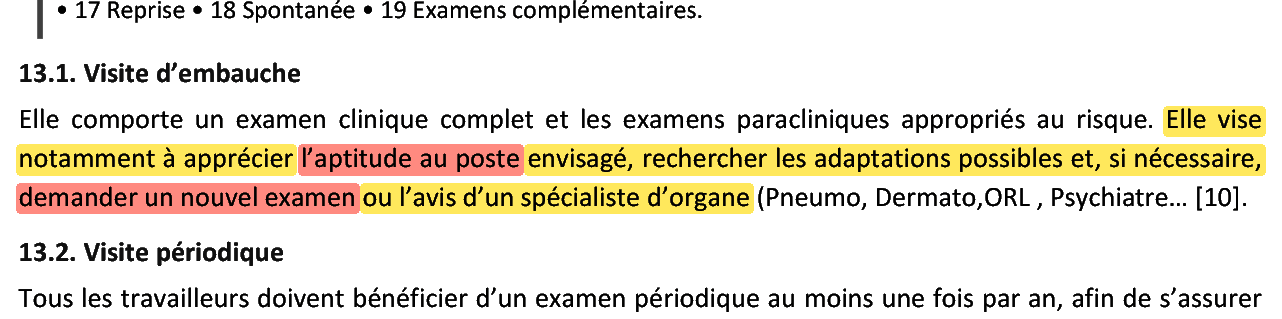 • 17 Reprise • 18 Spontanée • 19 Examens complémentaires.
13.1. Visite d’embauche
Elle comporte un examen clinique complet et les examens paracliniques appropriés au risque. Elle vise
notamment à apprécier l’aptitude au poste envisagé, rechercher les adaptations possibles et, si nécessaire,
demander un nouvel examen ou l’avis d’un spécialiste d’organe (Pneumo, Dermato,ORL , Psychiatre… [10].
13.2. Visite périodique
Tous les travailleurs doivent bénéficier d’un examen périodique au moins une fois par an, afin de s’assurer